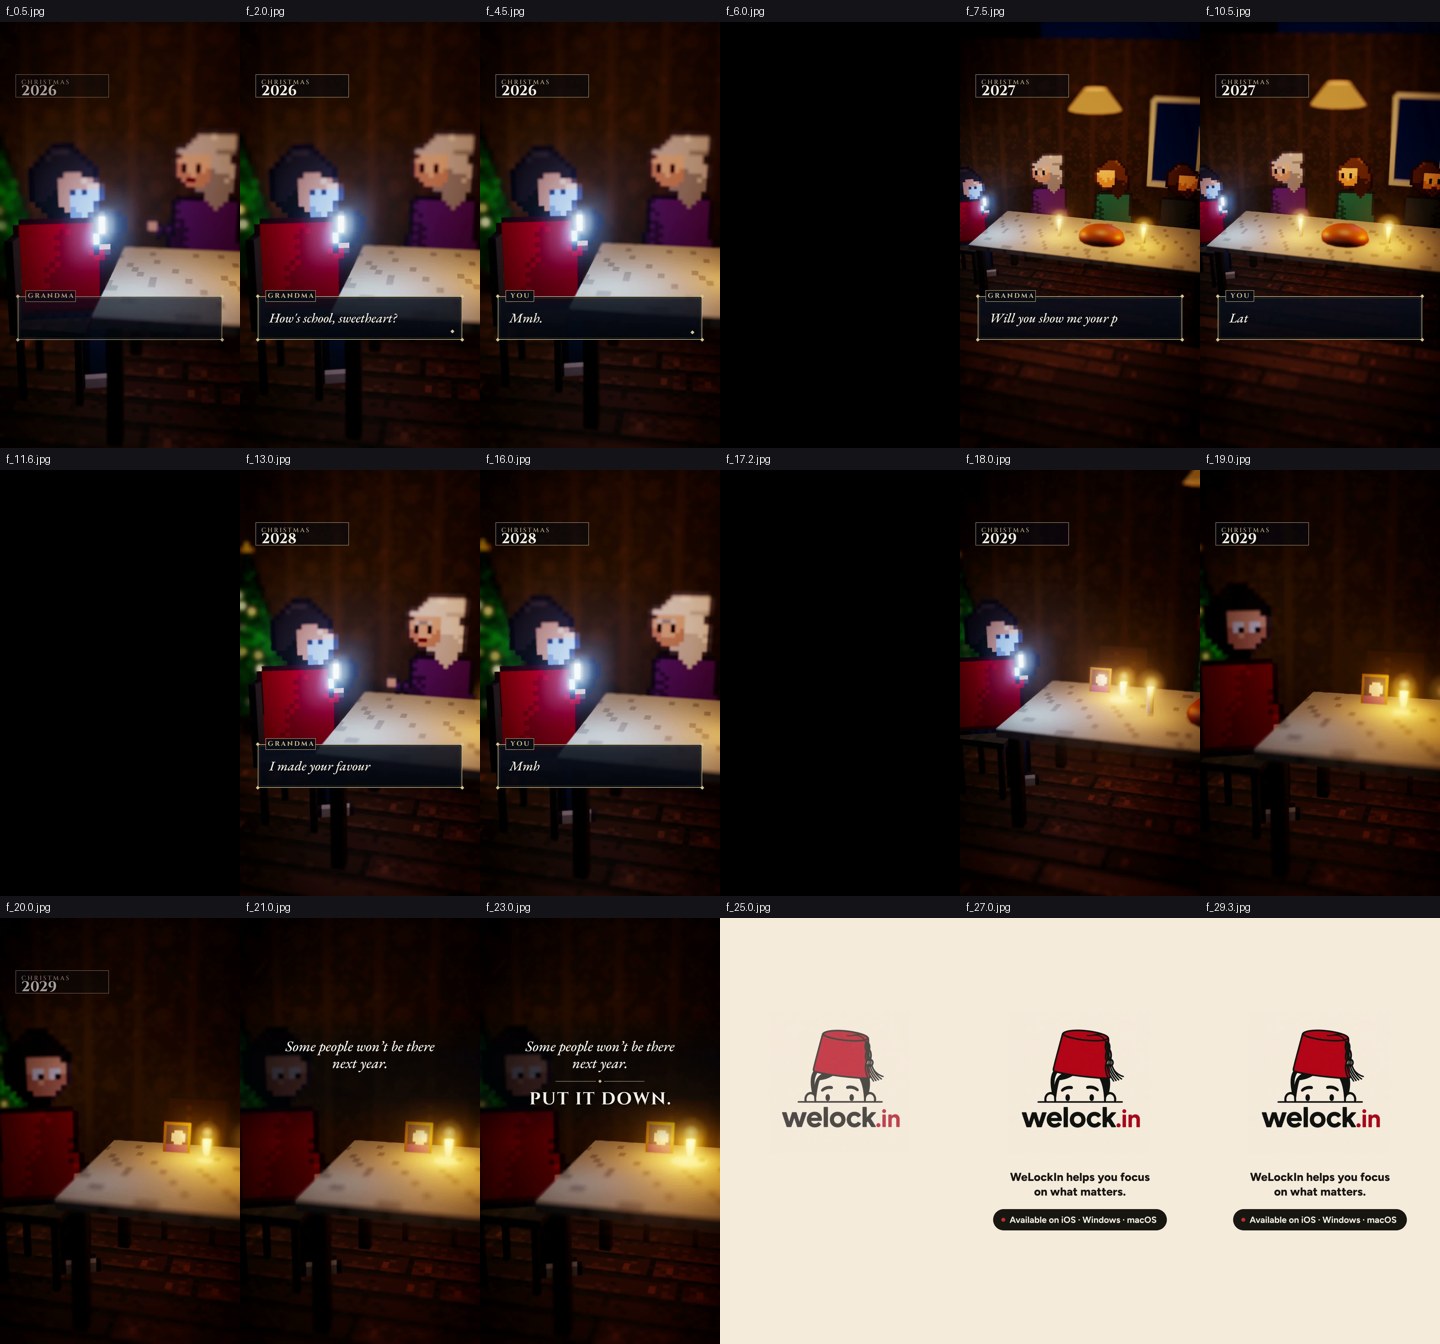 f_0.5.jpg
f_2.0.jpg
f_4.5.jpg
f_6.0.jpg
f_7.5.jpg
f_10.5.jpg
CHRISTMAS
2026
GRANDMA
CHRISTMAS
2026
GRANDMA
How's school, sweetheart?
CHRISTMAS
2026
YOU
Mmh.
CHRISTMAS
2027
GRANDMA
Will you show me your p
CHRISTMAS
2027
YOU
Lat
f_11.6.jpg
f_13.0.jpg
f_16.0.jpg
f_17.2.jpg
f_18.0.jpg
f_19.0.jpg
CHRISTMAS
2028
GRANDMA
I made your favour
CHRISTMAS
2028
YOU
Mmh
CHRISTMAS
2029
CHRISTMAS
2029
f_20.0.jpg
f_21.0.jpg
f_23.0.jpg
f_25.0.jpg
f_27.0.jpg
f_29.3.jpg
CHRISTMAS
2029
Some people won't be there
next year.
Some people won't be there
next year.
PUT IT DOWN.
welock.in
welock.in
WeLockIn helps you focus
on what matters.
Available on iOS · Windows · macOS
welock.in
WeLockIn helps you focus
on what matters.
Available on iOS · Windows · macOS